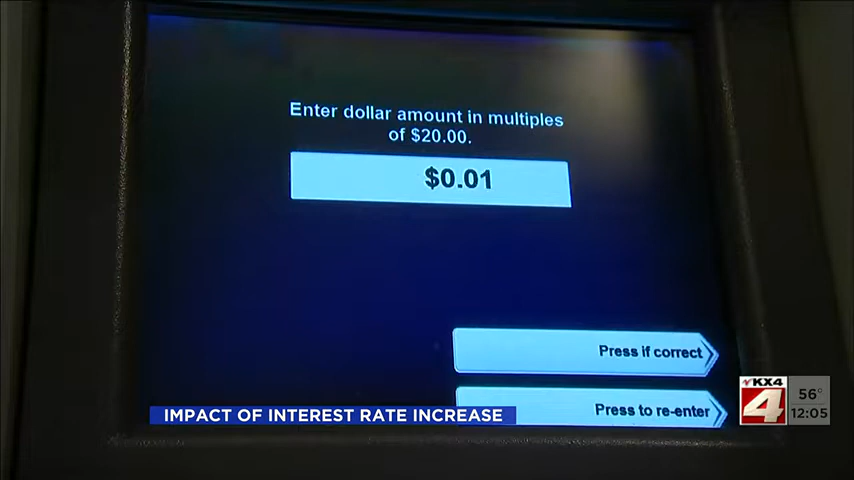 Enter dollar amount in multiples
of $20.00.
$0.01
Press if correct
Press to re-enter
IMPACT OF INTEREST RATE INCREASE
KX4
4
56°
12:05